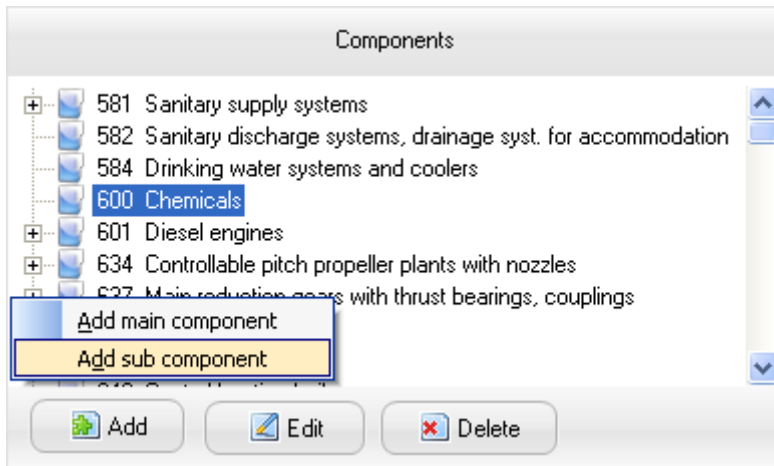 Components
581 Sanitary supply systems
582 Sanitary discharge systems, drainage syst. for accommodation
584 Drinking water systems and coolers
600 Chemicals
601 Diesel engines
634 Controllable pitch propeller plants with nozzles
637 Main reduction gears with thrust bearings, couplings
Add main component
Add sub component
Add
Edit
Delete